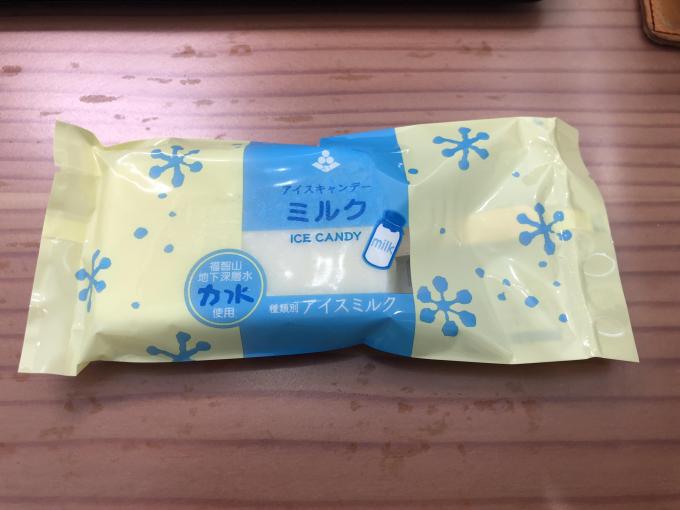 アイスキャンデー
ミルク
ICE CANDY
milk
福智山
地下深層水
力水
使用
種類別 アイスミルク